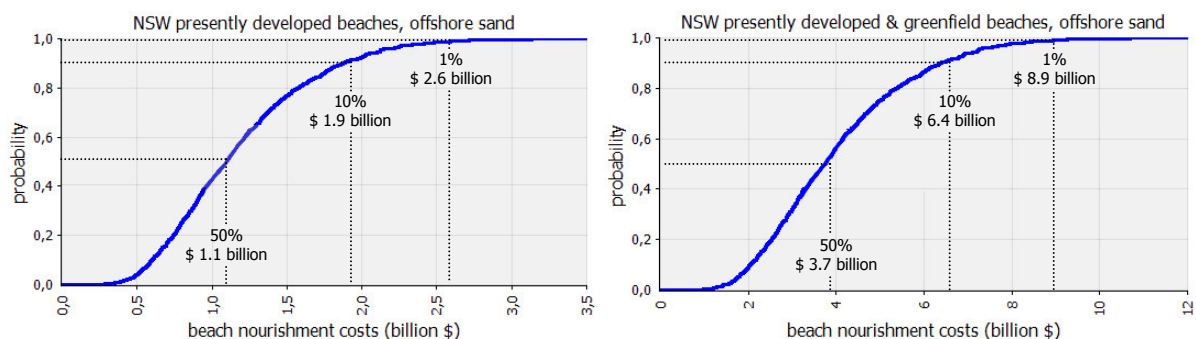 NSW presently developed beaches, offshore sand
1,0
0,8
0,6
0,4
0,2
0,0
probability
1%
$ 2.6 billion
10%
$ 1.9 billion
50%
$ 1.1 billion
0,0
0,5
1,0
1,5
2,0
2,5
3,0
3,5
beach nourishment costs (billion $)
NSW presently developed & greenfield beaches, offshore sand
1,0
0,8
0,6
0,4
0,2
0,0
probability
1%
$ 8.9 billion
10%
$ 6.4 billion
50%
$ 3.7 billion
0
2
4
6
8
10
12
beach nourishment costs (billion $)